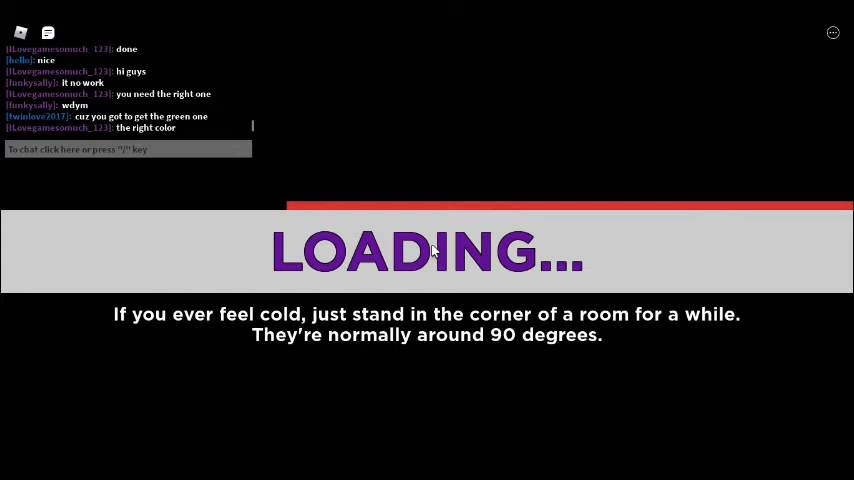 [ILovegamesomuch_123]: done
[hello]: nice
[ILovegamesomuch_123]: hi guys
[funkysally]: it no work
[ILovegamesomuch_123]: you need the right one
[funkysally]: wdym
[twinlove2017]: cuz you got to get the green one
[ILovegamesomuch_123]: the right color
To chat click here or press "/" key
LOADING...
If you ever feel cold, just stand in the corner of a room for a while.
They're normally around 90 degrees.